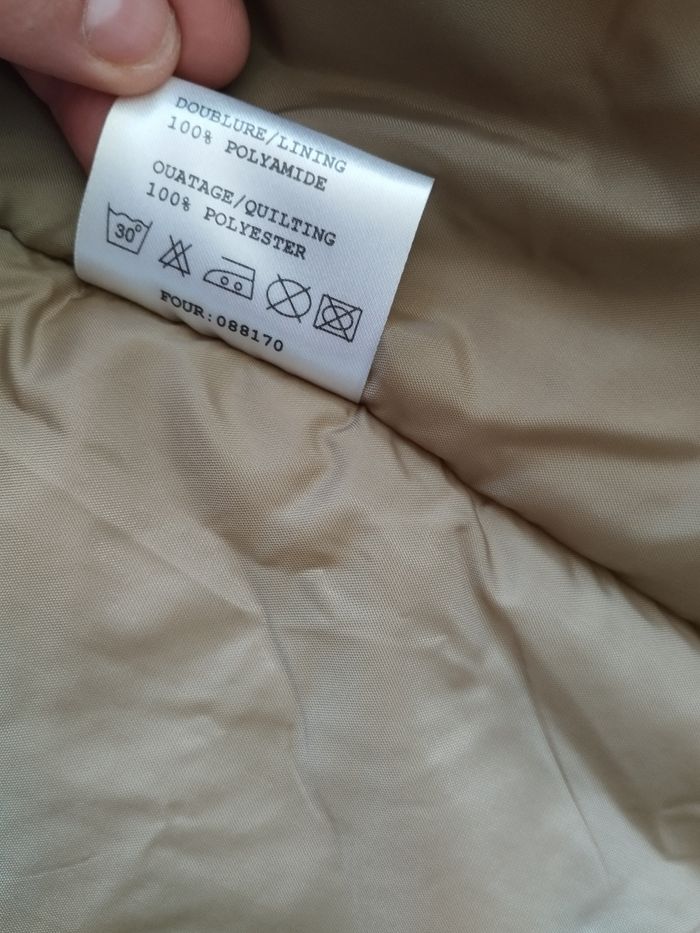 DOUBLURE/LINING
100% POLYAMIDE
OUATAGE/QUILTING
100% POLYESTER
30°
FOUR:088170